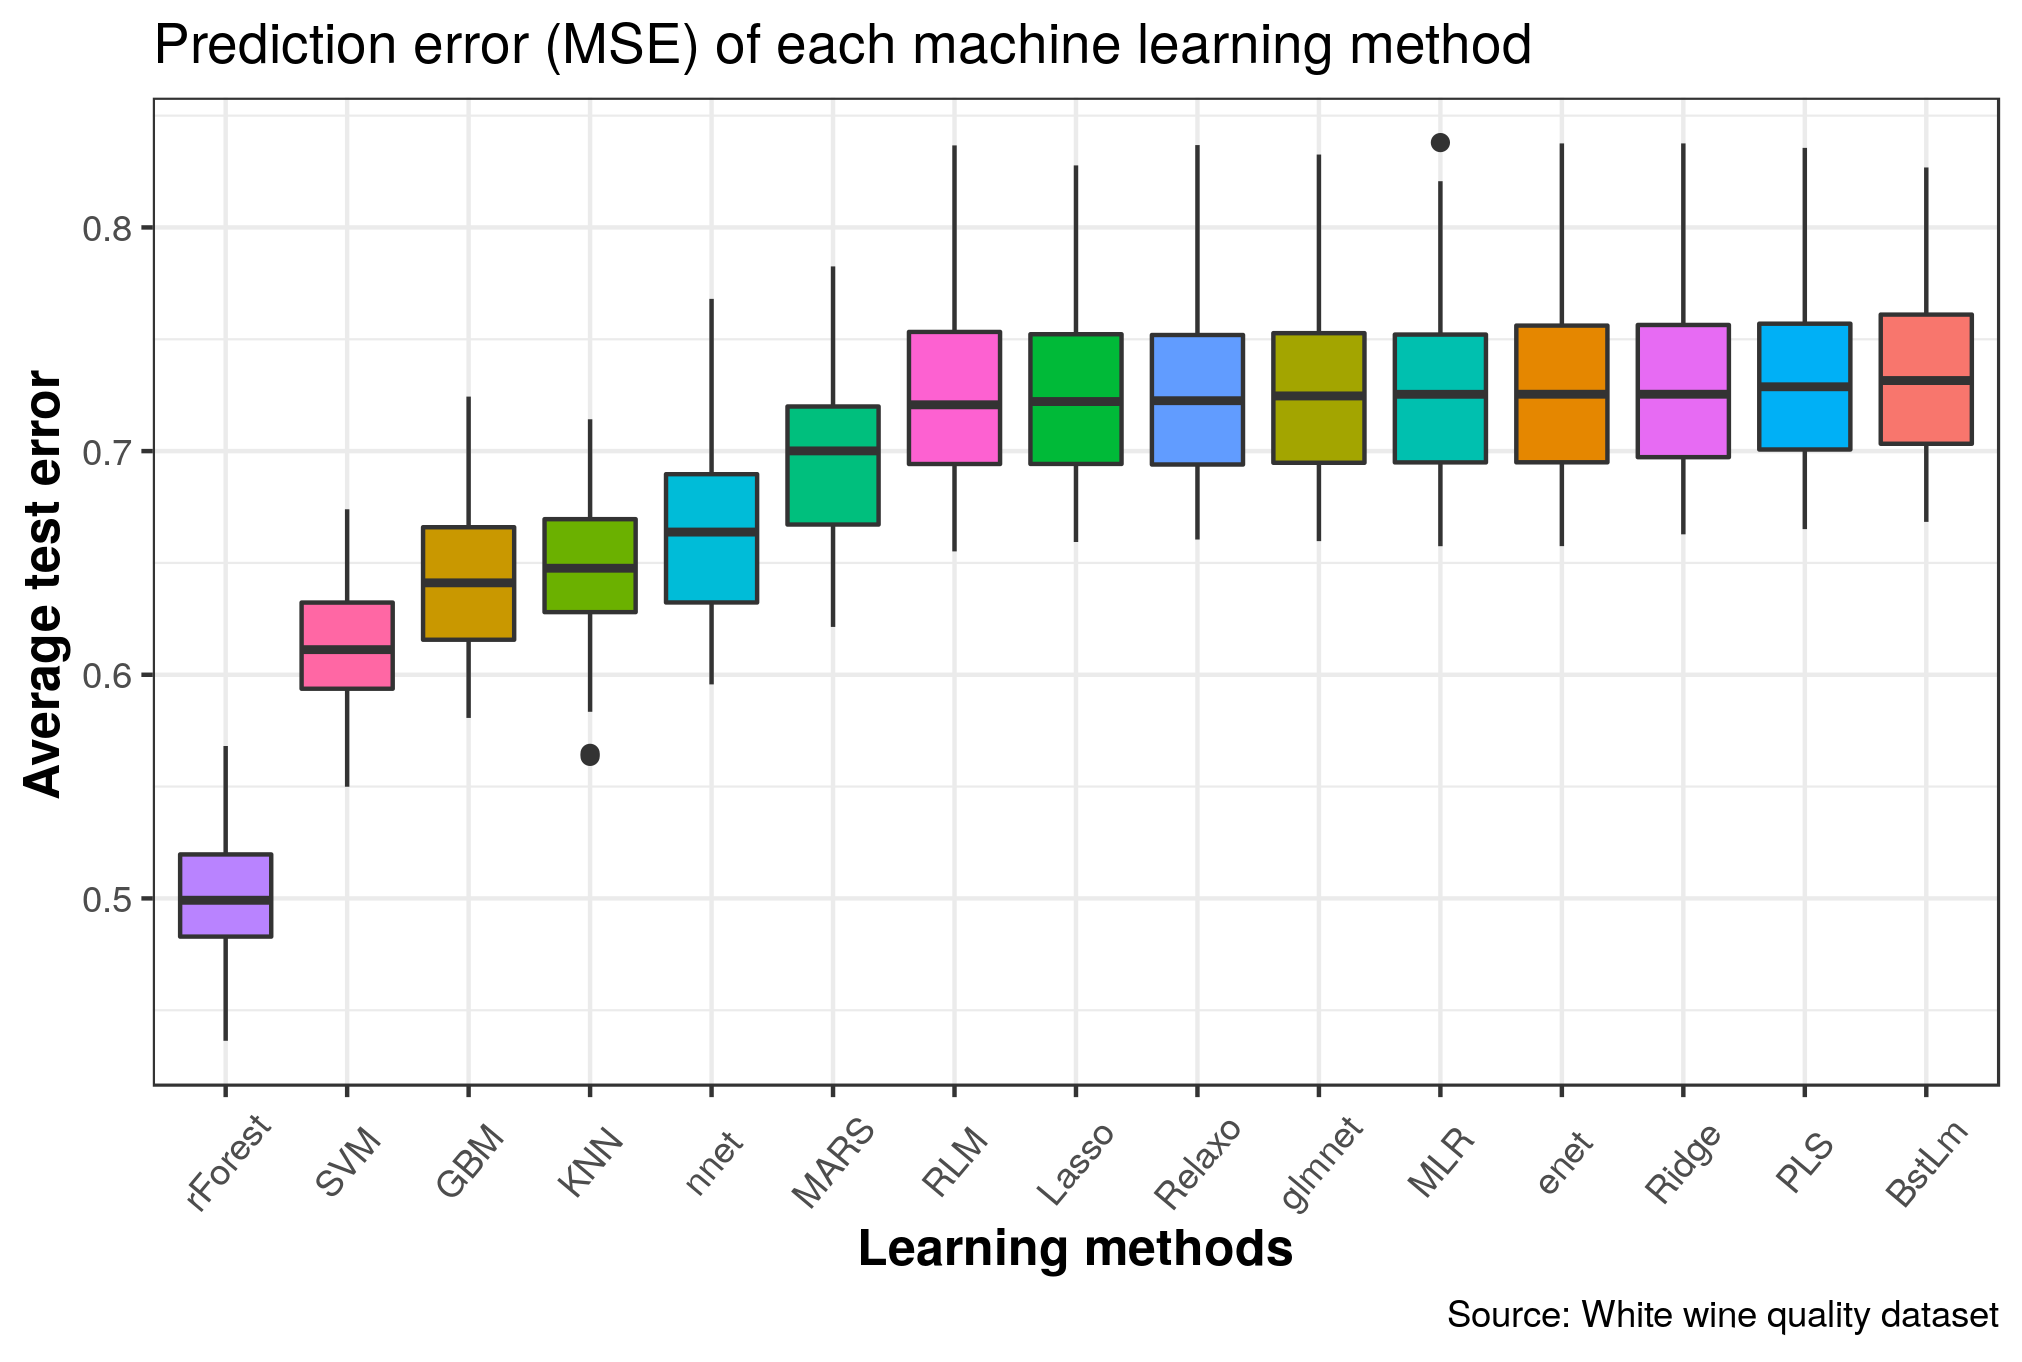 Prediction error (MSE) of each machine learning method
Average test error
0.8
0.7
0.6
0.5
rForest
SVM
GBM
KNN
nnet
MARS
RLM
Lasso
Relaxo
glmnet
MLR
enet
Ridge
PLS
BstLm
Learning methods
Source: White wine quality dataset